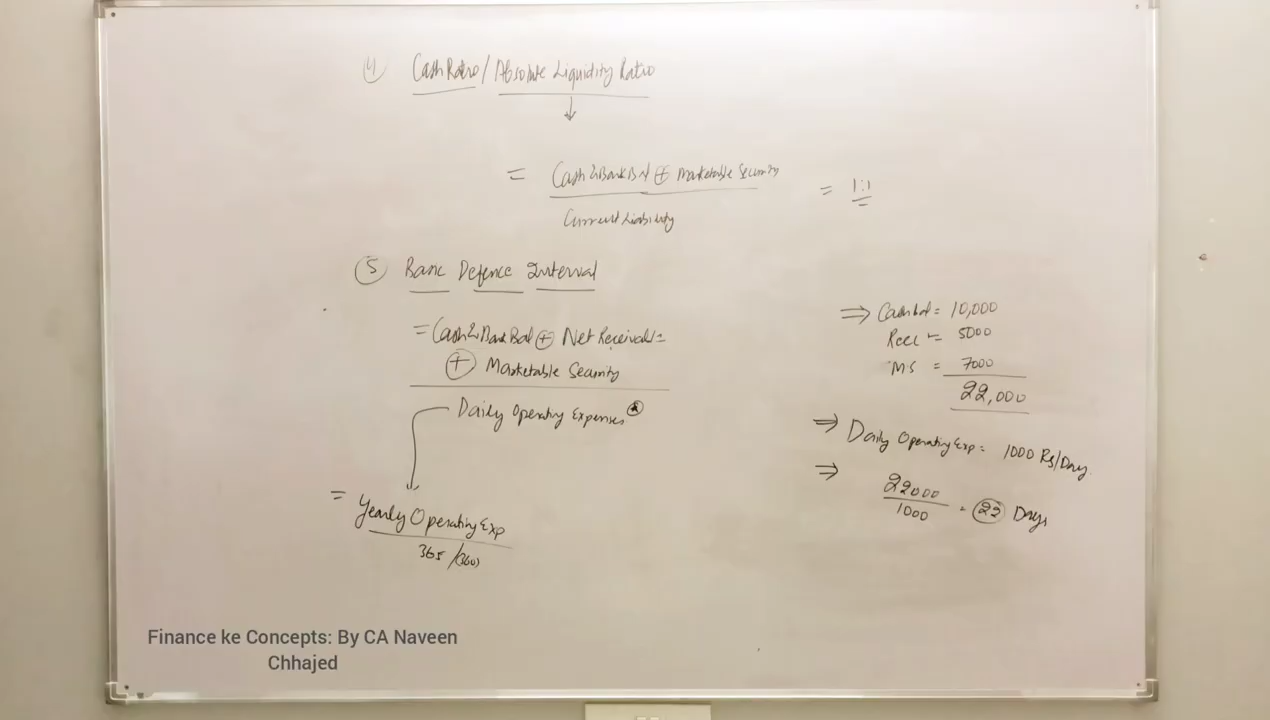 4 Cash Ratio / Absolute Liquidity Ratio
= Cash & Bank Bal + Marketable Security
Current Liability
= 1:1
5 Basic Defence Interval
= Cash & Bank Bal + Net Receivals
+ Marketable Security
Daily Operating Expenses *
= Yearly Operating Exp
365 / (360)
⇒ Cash bal = 10,000
Rec = 5000
MS = 7000
22,000
⇒ Daily Operating Exp = 1000 Rs/Day
⇒ 22000
1000
= 22 Days
Finance ke Concepts: By CA Naveen
Chhajed